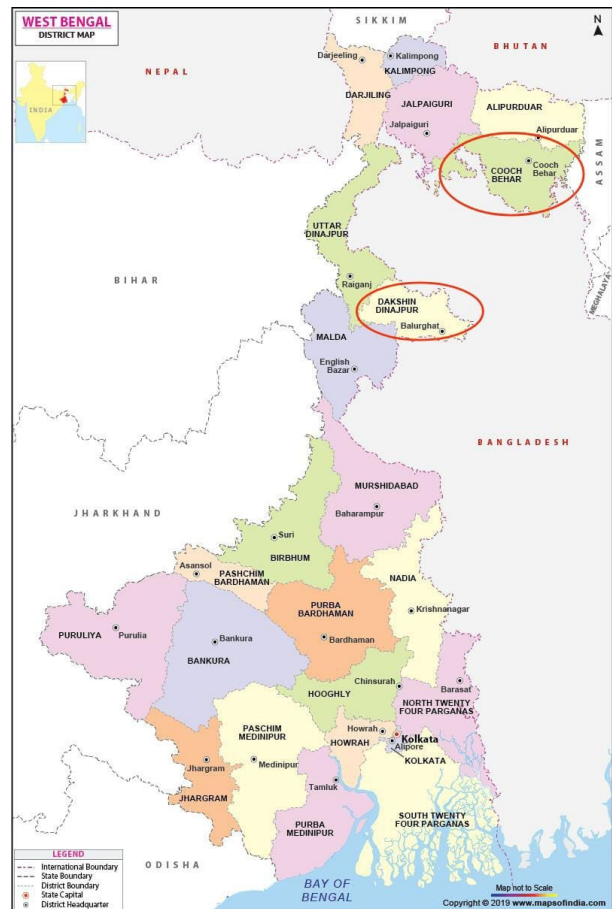 WEST BENGAL
DISTRICT MAP
SIKKIM
N
BHUTAN
NEPAL
INDIA
Darjeeling
Kalimpong
KALIMPONG
DARJILING
JALPAIGURI
ALIPURDUAR
Jalpaiguri
Alipurduar
COOCH
BEHAR
Cooch
Behar
ASSAM
UTTAR
DINAJPUR
BIHAR
Raiganj
DAKSHIN
DINAJPUR
MEGHALAYA
Balurghat
MALDA
English
Bazar
BANGLADESH
MURSHIDABAD
JHARKHAND
Baharampur
Suri
BIRBHUM
Asansol
PASHCHIM
BARDHAMAN
NADIA
PURBA
BARDHAMAN
Krishnanagar
PURULIYA
Purulia
Bankura
Bardhaman
BANKURA
Chinsurah
Barasat
HOOGHLY
NORTH TWENTY
FOUR PARGANAS
PASCHIM
MEDINIPUR
Howrah
Kolkata
HOWRAH
Alipore
KOLKATA
Jhargram
Medinipur
Tamluk
JHARGRAM
PURBA
MEDINIPUR
SOUTH TWENTY
FOUR PARGANAS
LEGEND
International Boundary
State Boundary
District Boundary
State Capital
District Headquarter
ODISHA
BAY OF
BENGAL
Map not to Scale
Copyright © 2019 www.mapsofindia.com